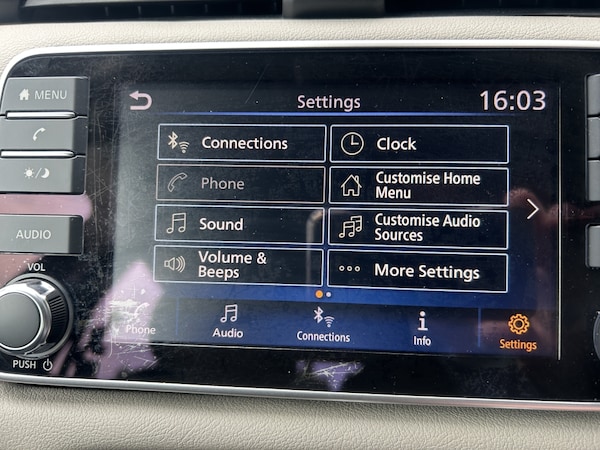 MENU
Settings 16:03
Connections
Clock
Phone
Customise Home
Menu
Sound
Customise Audio
Sources
Volume &
Beeps
More Settings
AUDIO
VOL
PUSH
Phone
Audio
Connections
Info
Settings